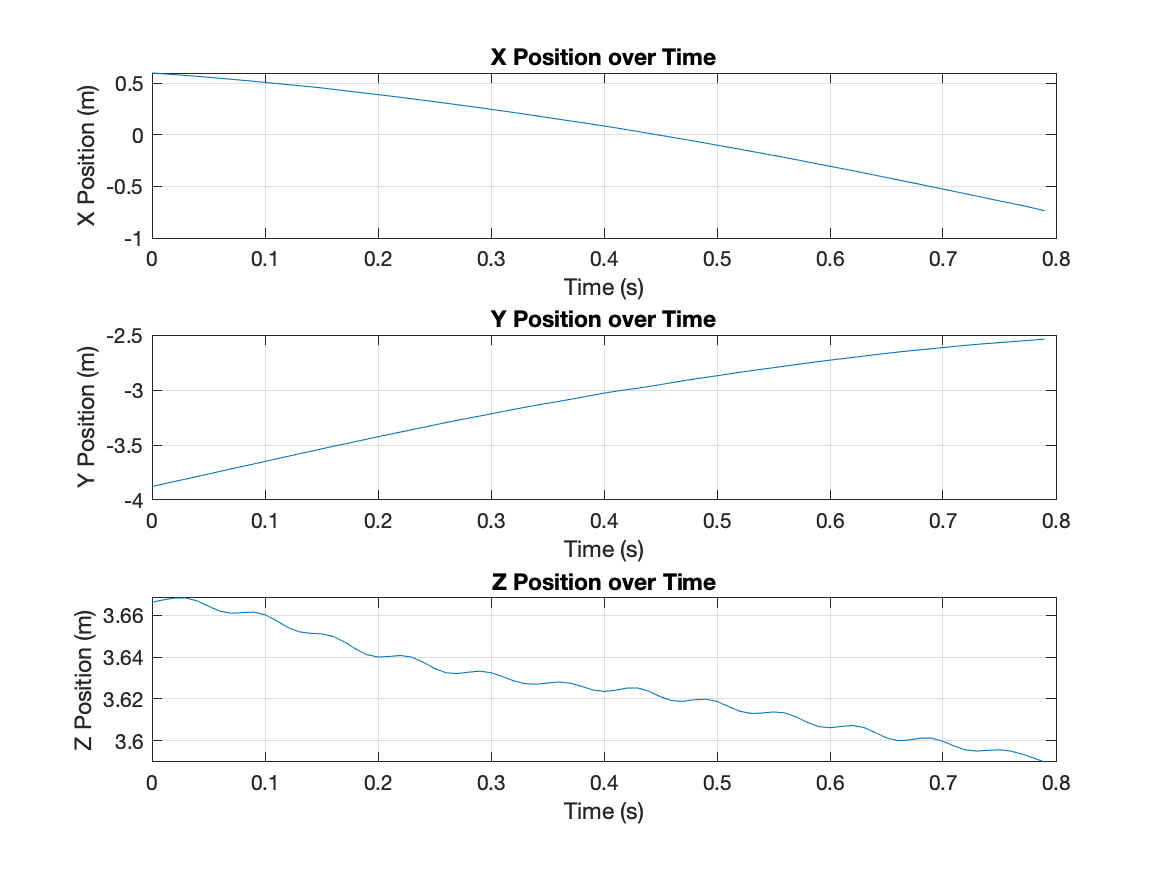 X Position over Time
X Position (m)
0.5
0
-0.5
-1
0 0.1 0.2 0.3 0.4 0.5 0.6 0.7 0.8
Time (s)
Y Position over Time
Y Position (m)
-2.5
-3
-3.5
-4
0 0.1 0.2 0.3 0.4 0.5 0.6 0.7 0.8
Time (s)
Z Position over Time
Z Position (m)
3.66
3.64
3.62
3.6
0 0.1 0.2 0.3 0.4 0.5 0.6 0.7 0.8
Time (s)